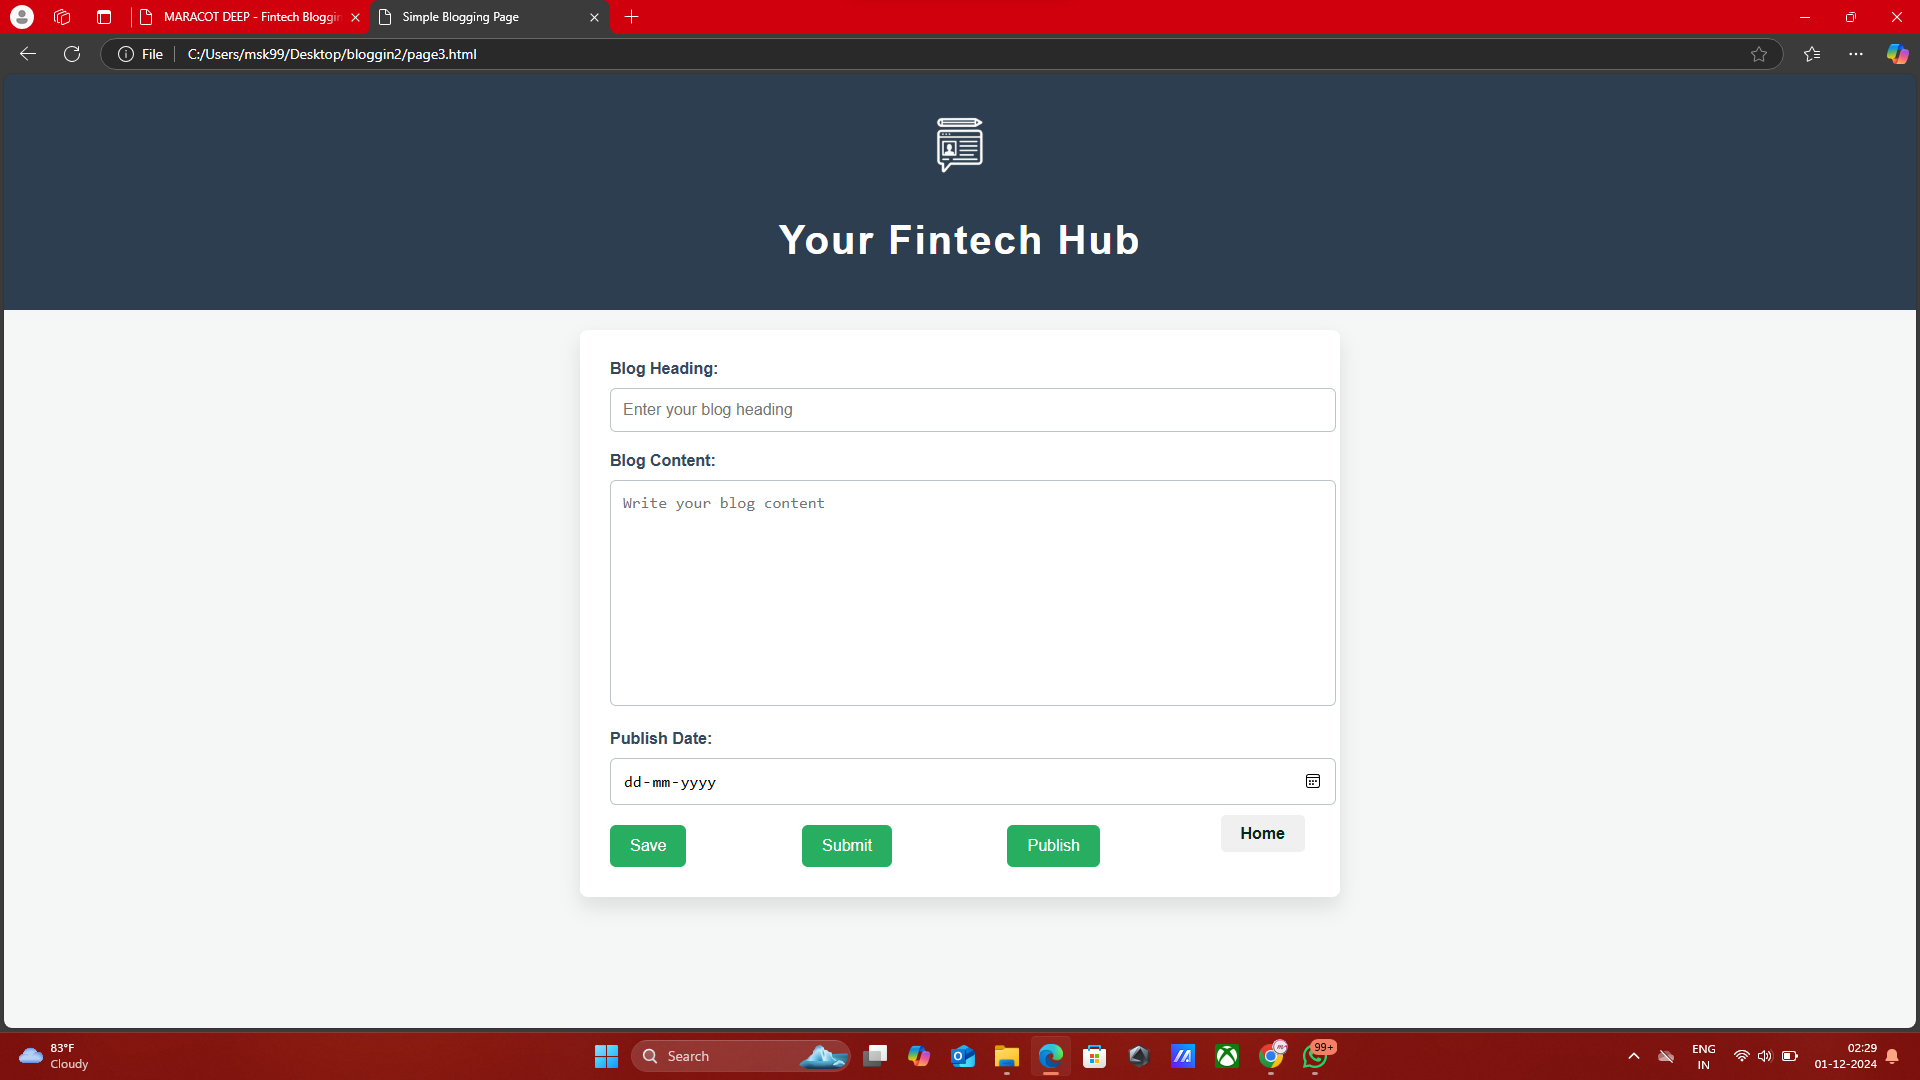 MARACOT DEEP - Fintech Bloggin
Simple Blogging Page
File
C:/Users/msk99/Desktop/bloggin2/page3.html
Your Fintech Hub
Blog Heading:
Enter your blog heading
Blog Content:
Write your blog content
Publish Date:
dd-mm-yyyy
Save
Submit
Publish
Home
83°F
Cloudy
Search
99+
ENG
IN
02:29
01-12-2024